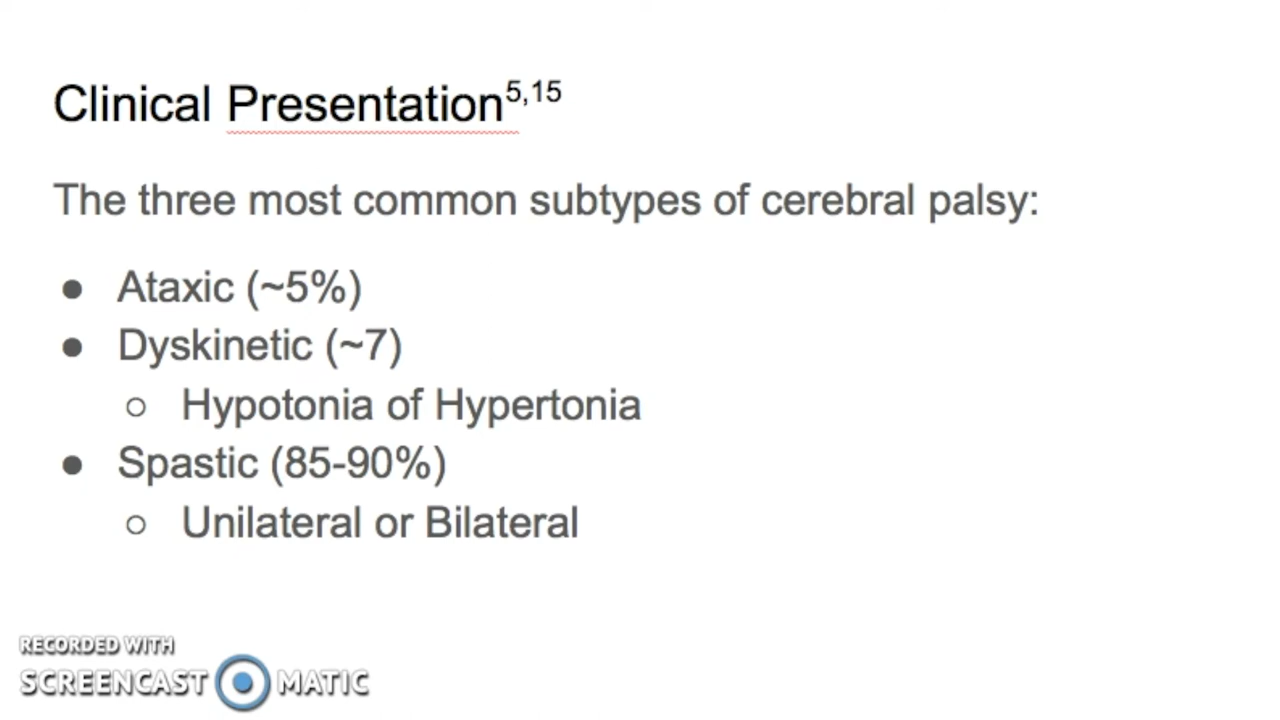 Clinical Presentation5,15
The three most common subtypes of cerebral palsy:
● Ataxic (~5%)
● Dyskinetic (~7)
○ Hypotonia of Hypertonia
● Spastic (85-90%)
○ Unilateral or Bilateral
RECORDED WITH
SCREENCAST MATIC